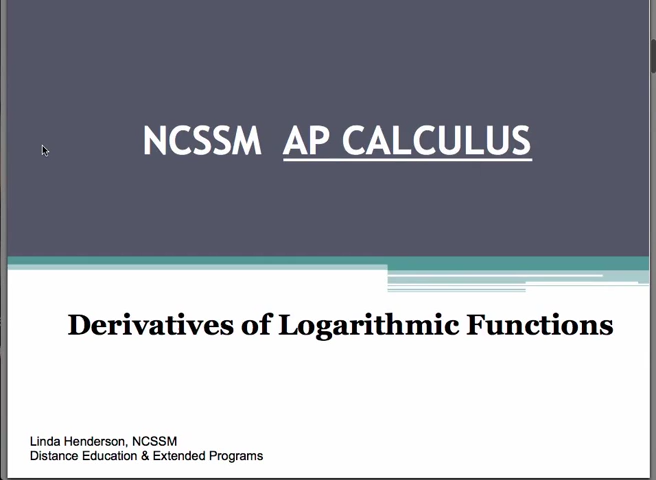 NCSSM AP CALCULUS
Derivatives of Logarithmic Functions
Linda Henderson, NCSSM
Distance Education & Extended Programs